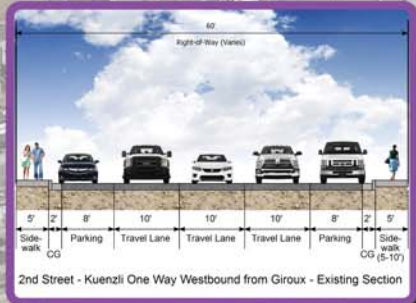 60'
Right-of-Way (Varies)
5' 2' 8' 10' 10' 10' 8' 2' 5'
Side-walk CG Parking Travel Lane Travel Lane Travel Lane Parking CG Side-walk (5-10')
2nd Street - Kuenzli One Way Westbound from Giroux - Existing Section